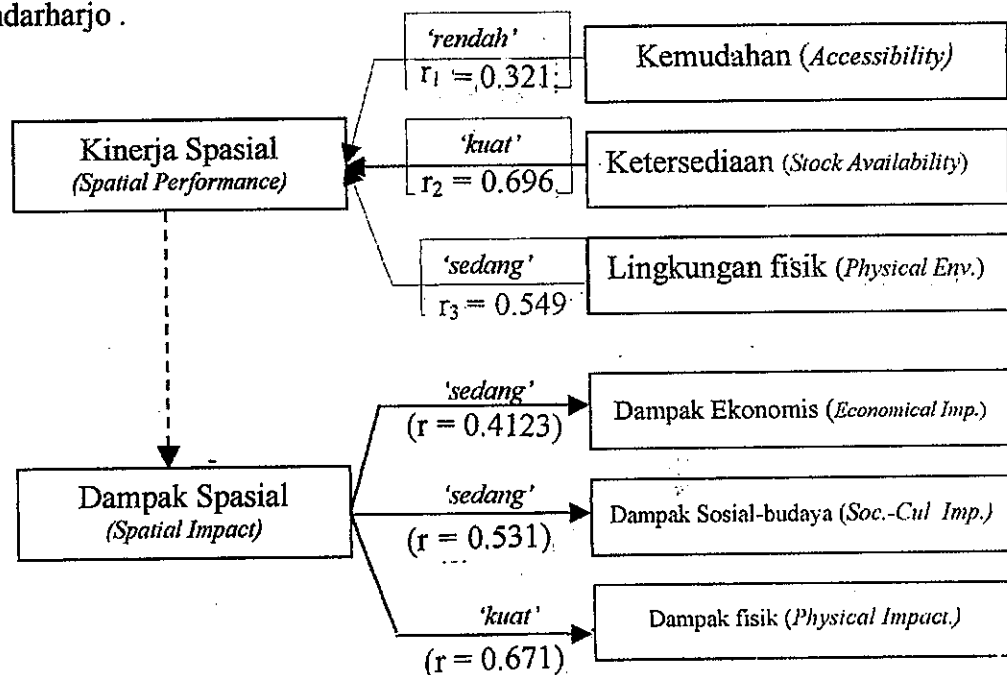 ndarharjo .
'rendah'
r1 = 0.321
Kemudahan (Accessibility)
Kinerja Spasial
(Spatial Performance)
'kuat'
r2 = 0.696
Ketersediaan (Stock Availability)
'sedang'
r3 = 0.549
Lingkungan fisik (Physical Env.)
'sedang'
(r = 0.4123)
Dampak Ekonomis (Economical Imp.)
Dampak Spasial
(Spatial Impact)
'sedang'
(r = 0.531)
Dampak Sosial-budaya (Soc.-Cul Imp.)
'kuat'
(r = 0.671)
Dampak fisik (Physical Impact.)